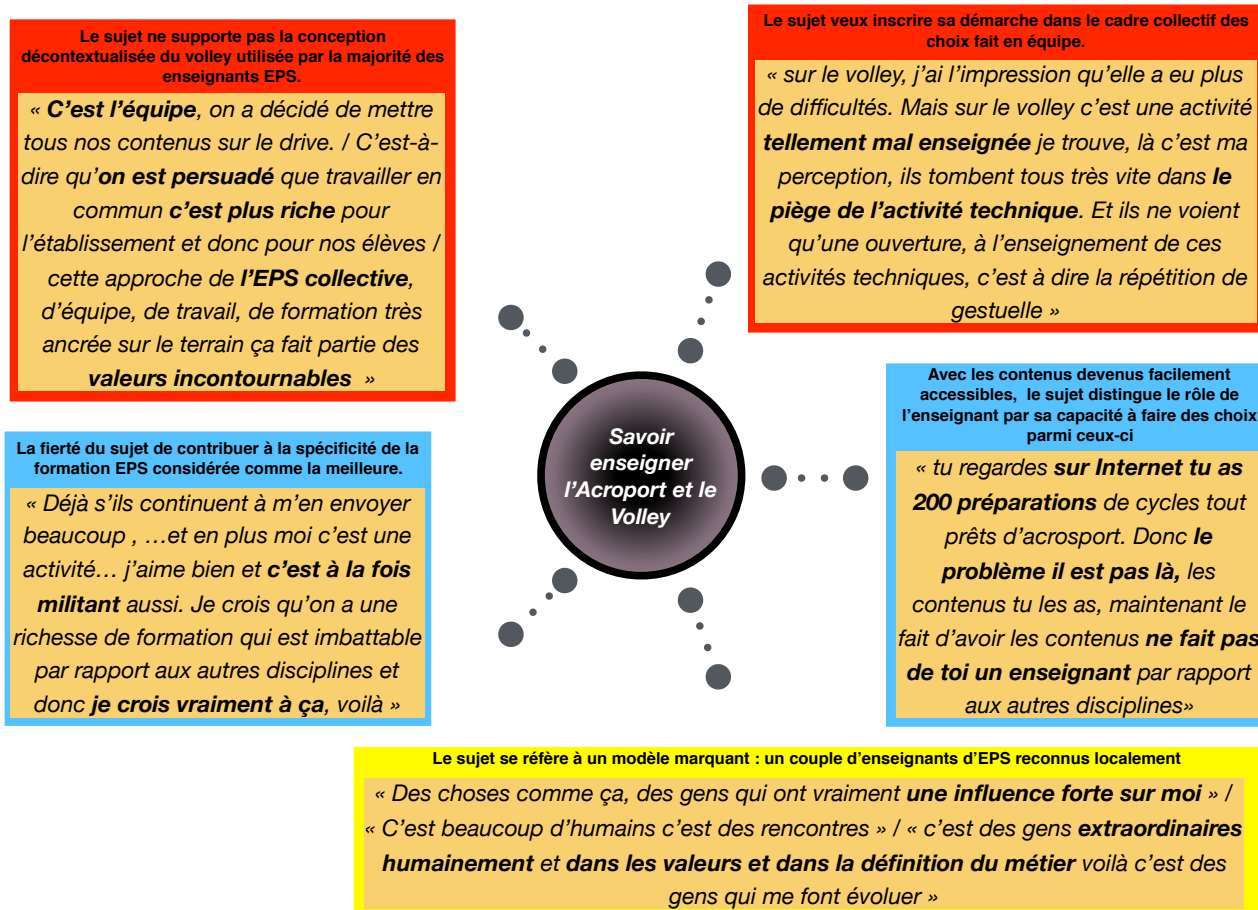 Le sujet ne supporte pas la conception
décontextualisée du volley utilisée par la majorité des
enseignants EPS.
« C'est l'équipe, on a décidé de mettre
tous nos contenus sur le drive. / C'est-à-
dire qu'on est persuadé que travailler en
commun c'est plus riche pour
l'établissement et donc pour nos élèves /
cette approche de l'EPS collective,
d'équipe, de travail, de formation très
ancrée sur le terrain ça fait partie des
valeurs incontournables »
Le sujet veux inscrire sa démarche dans le cadre collectif des
choix fait en équipe.
« sur le volley, j'ai l'impression qu'elle a eu plus
de difficultés. Mais sur le volley c'est une activité
tellement mal enseignée je trouve, là c'est ma
perception, ils tombent tous très vite dans le
piège de l'activité technique. Et ils ne voient
qu'une ouverture, à l'enseignement de ces
activités techniques, c'est à dire la répétition de
gestuelle »
La fierté du sujet de contribuer à la spécificité de la
formation EPS considérée comme la meilleure.
« Déjà s'ils continuent à m'en envoyer
beaucoup , …et en plus moi c'est une
activité… j'aime bien et c'est à la fois
militant aussi. Je crois qu'on a une
richesse de formation qui est imbattable
par rapport aux autres disciplines et
donc je crois vraiment à ça, voilà »
Savoir
enseigner
l'Acroport et le
Volley
Avec les contenus devenus facilement
accessibles, le sujet distingue le rôle de
l'enseignant par sa capacité à faire des choix
parmi ceux-ci
« tu regardes sur Internet tu as
200 préparations de cycles tout
prêts d'acrosport. Donc le
problème il est pas là, les
contenus tu les as, maintenant le
fait d'avoir les contenus ne fait pas
de toi un enseignant par rapport
aux autres disciplines»
Le sujet se réfère à un modèle marquant : un couple d'enseignants d'EPS reconnus localement
« Des choses comme ça, des gens qui ont vraiment une influence forte sur moi » /
« C'est beaucoup d'humains c'est des rencontres » / « c'est des gens extraordinaires
humainement et dans les valeurs et dans la définition du métier voilà c'est des
gens qui me font évoluer »